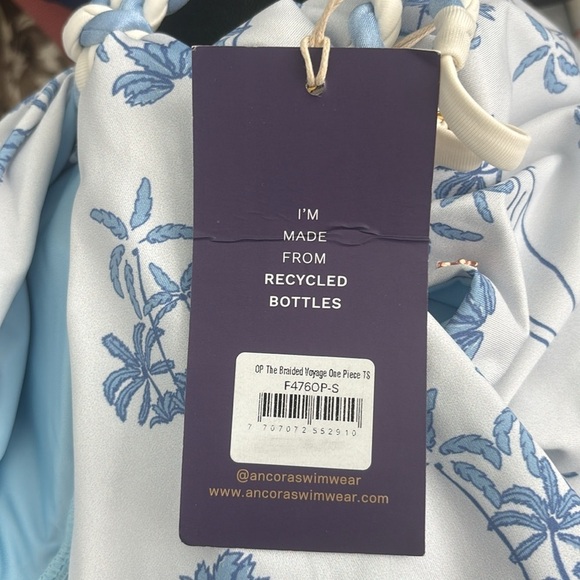 I'M
MADE
FROM
RECYCLED
BOTTLES
OP The Braided Voyage One Piece TS
F476OP-S
7 707072 552910
@ancoraswimwear
www.ancoraswimwear.com